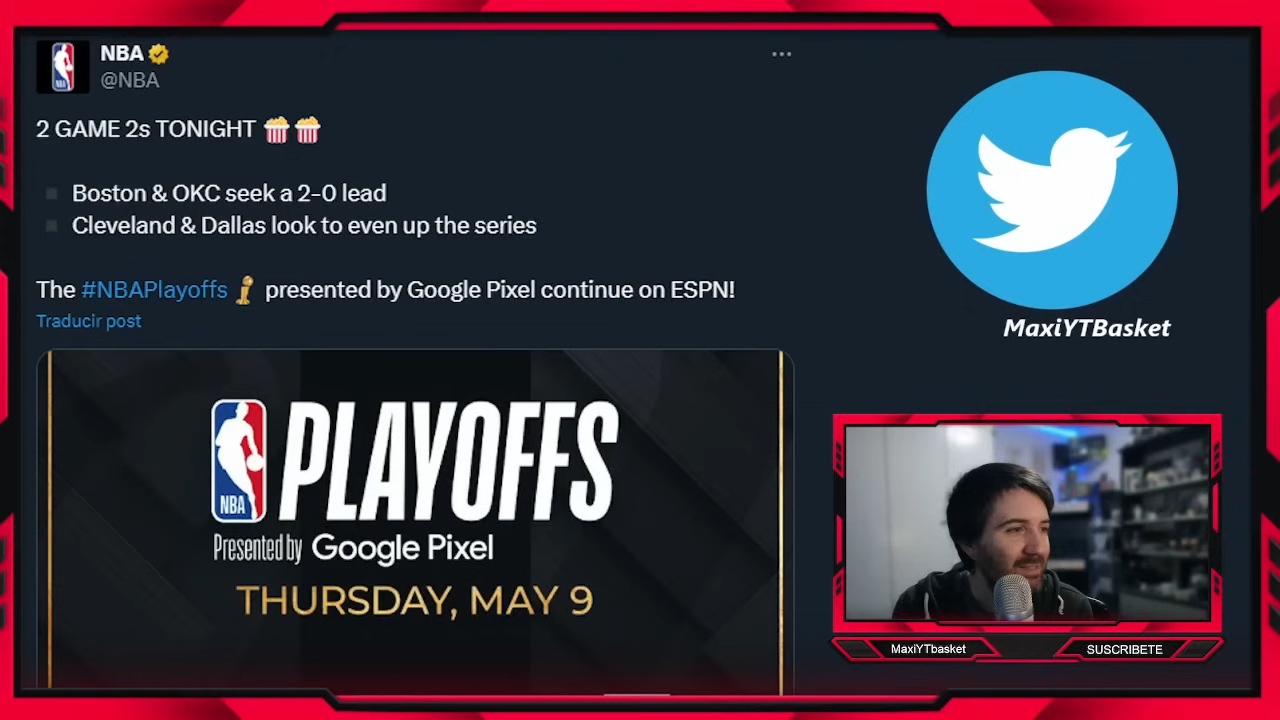 NBA
@NBA
2 GAME 2s TONIGHT 🍿🍿
▪ Boston & OKC seek a 2-0 lead
▪ Cleveland & Dallas look to even up the series
The #NBAPlayoffs presented by Google Pixel continue on ESPN!
Traducir post
NBA
NBA
PLAYOFFS
Presented by Google Pixel
THURSDAY, MAY 9
MaxiYTBasket
MaxiYTbasket
SUSCRIBETE